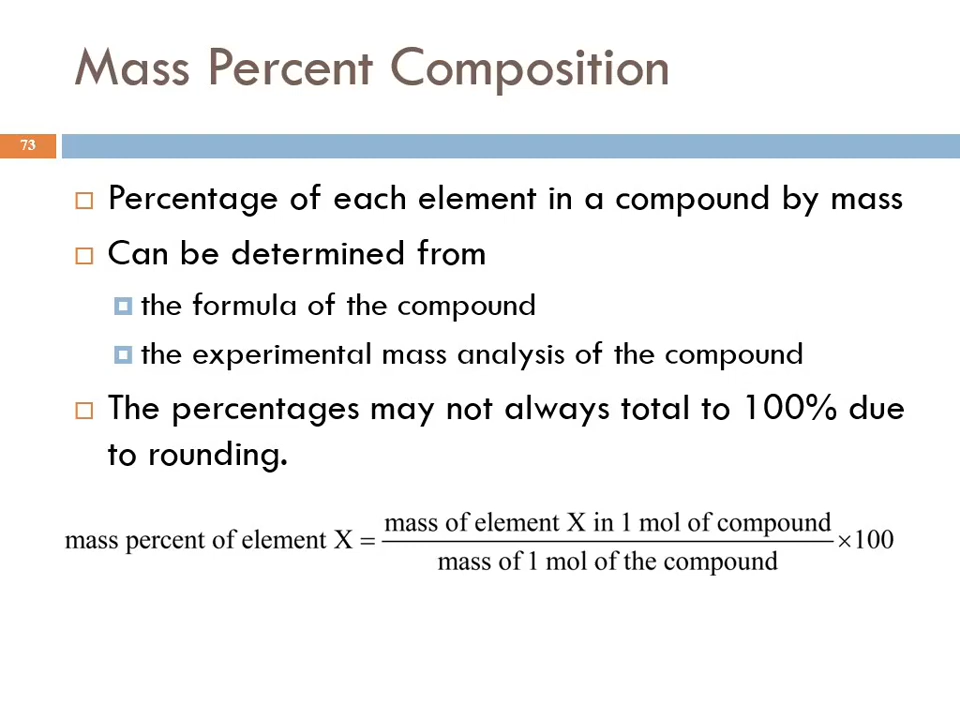 Mass Percent Composition
73
Percentage of each element in a compound by mass
Can be determined from
the formula of the compound
the experimental mass analysis of the compound
The percentages may not always total to 100% due
to rounding.
mass percent of element X = mass of element X in 1 mol of compound / mass of 1 mol of the compound ×100